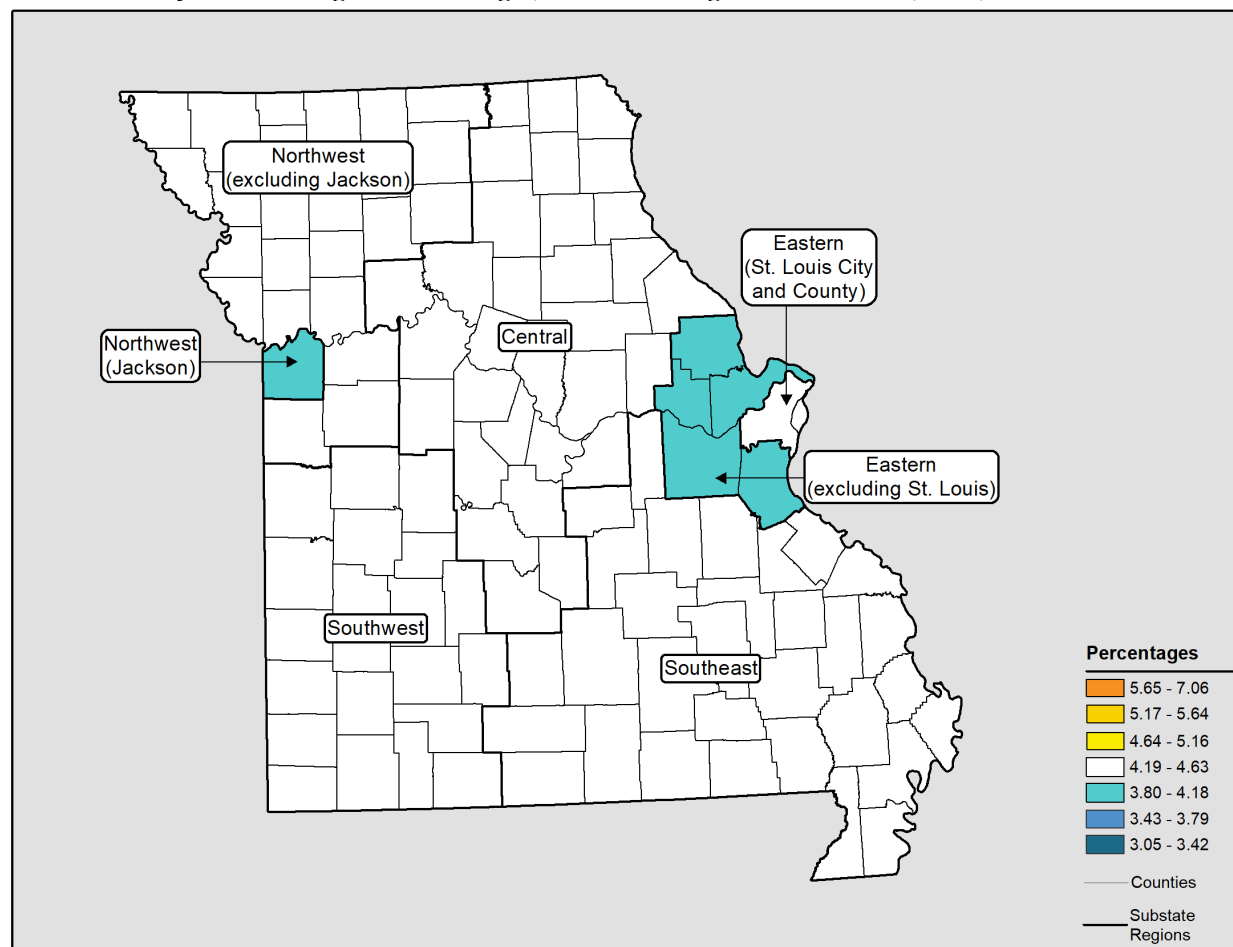 Northwest
(excluding Jackson)
Eastern
(St. Louis City
and County)
Central
Northwest
(Jackson)
Eastern
(excluding St. Louis)
Southwest
Southeast
Percentages
5.65 - 7.06
5.17 - 5.64
4.64 - 5.16
4.19 - 4.63
3.80 - 4.18
3.43 - 3.79
3.05 - 3.42
Counties
Substate
Regions